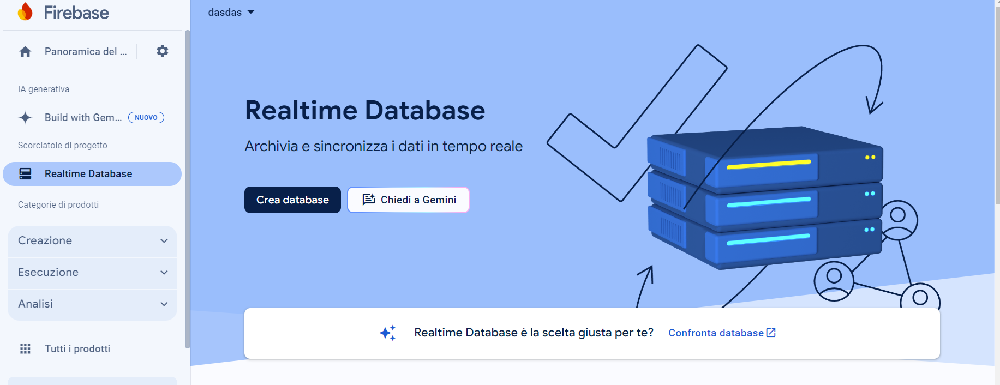 Firebase
dasdas
Panoramica del ...
IA generativa
Build with Gem... NUOVO
Scorciatoie di progetto
Realtime Database
Categorie di prodotti
Creazione
Esecuzione
Analisi
Tutti i prodotti
Realtime Database
Archivia e sincronizza i dati in tempo reale
Crea database
Chiedi a Gemini
Realtime Database è la scelta giusta per te? Confronta database